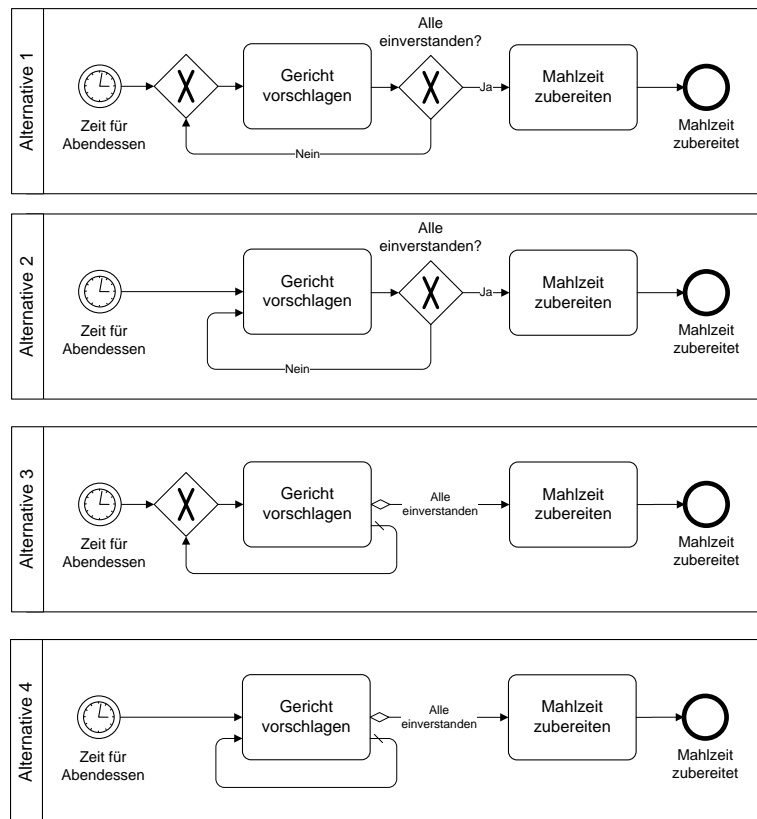 Alternative 1
Zeit für
Abendessen
Gericht
vorschlagen
Alle
einverstanden?
Ja
Nein
Mahlzeit
zubereiten
Mahlzeit
zubereitet
Alternative 2
Zeit für
Abendessen
Gericht
vorschlagen
Alle
einverstanden?
Ja
Nein
Mahlzeit
zubereiten
Mahlzeit
zubereitet
Alternative 3
Zeit für
Abendessen
Gericht
vorschlagen
Alle
einverstanden
Mahlzeit
zubereiten
Mahlzeit
zubereitet
Alternative 4
Zeit für
Abendessen
Gericht
vorschlagen
Alle
einverstanden
Mahlzeit
zubereiten
Mahlzeit
zubereitet